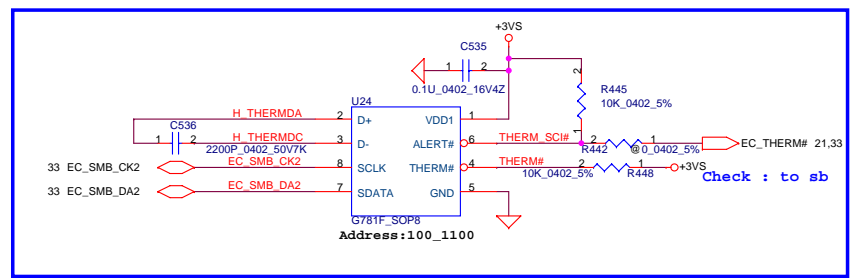 +3VS
C535
1 2
0.1U_0402_16V4Z
2
R445
10K_0402_5%
1
U24
C536
1 2
2200P_0402_50V7K
H_THERMDA 2 D+ VDD1 1
H_THERMDC 3 D- ALERT# 6 THERM_SCI# 2 1 EC_THERM# 21,33
R442 @0_0402_5%
33 EC_SMB_CK2 EC_SMB_CK2 8 SCLK THERM# 4 THERM# 2 1 +3VS
10K_0402_5% R448
Check : to sb
33 EC_SMB_DA2 EC_SMB_DA2 7 SDATA GND 5
G781F_SOP8
Address:100_1100